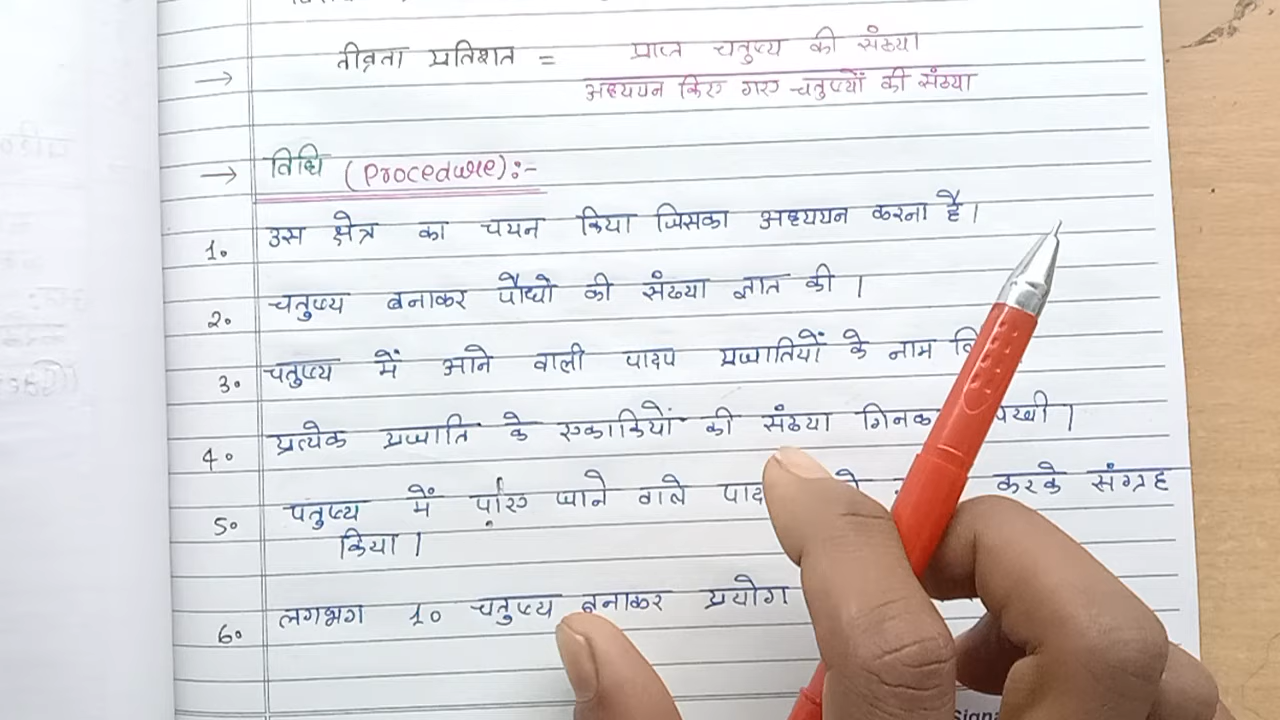 तीव्रता प्रतिशत = प्राप्त चतुष्य की संख्या
अध्ययन किए गए चतुष्यों की संख्या
विधि (Procedure):-
1. उस क्षेत्र का चयन किया जिसका अध्ययन करना है।
2. चतुष्य बनाकर पौधो की संख्या ज्ञात की।
3. चतुष्य में आने वाली पादप प्रजातियों के नाम
4. प्रत्येक प्रजाति के एकाकियों की संख्या
5. चतुष्य में पाए जाने वाले करके संग्रह
किया।
6. लगभग 10 चतुष्य बनाकर प्रयोग